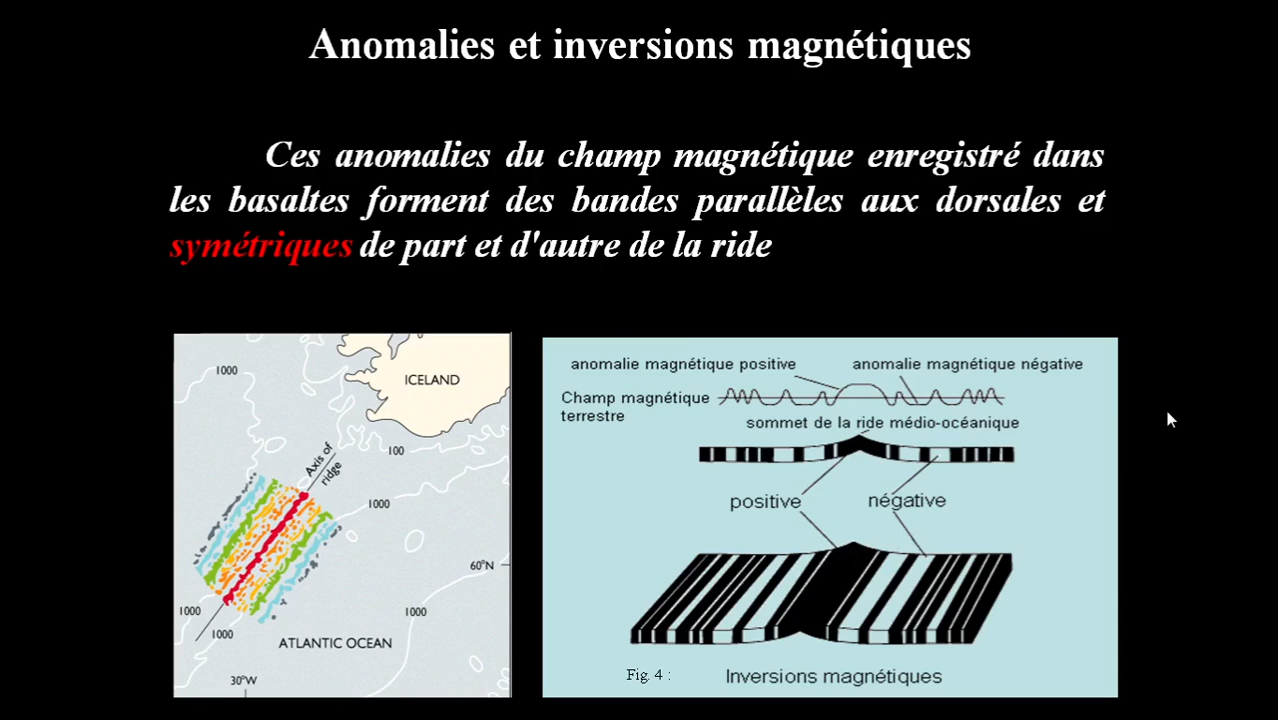 Anomalies et inversions magnétiques
Ces anomalies du champ magnétique enregistré dans
les basaltes forment des bandes parallèles aux dorsales et
symétriques de part et d'autre de la ride
1000
ICELAND
100
Axis of
ridge
1000
60°N
1000
1000
1000
ATLANTIC OCEAN
30°W
anomalie magnétique positive
anomalie magnétique négative
Champ magnétique
terrestre
sommet de la ride médio-océanique
positive
négative
Fig. 4 :
Inversions magnétiques